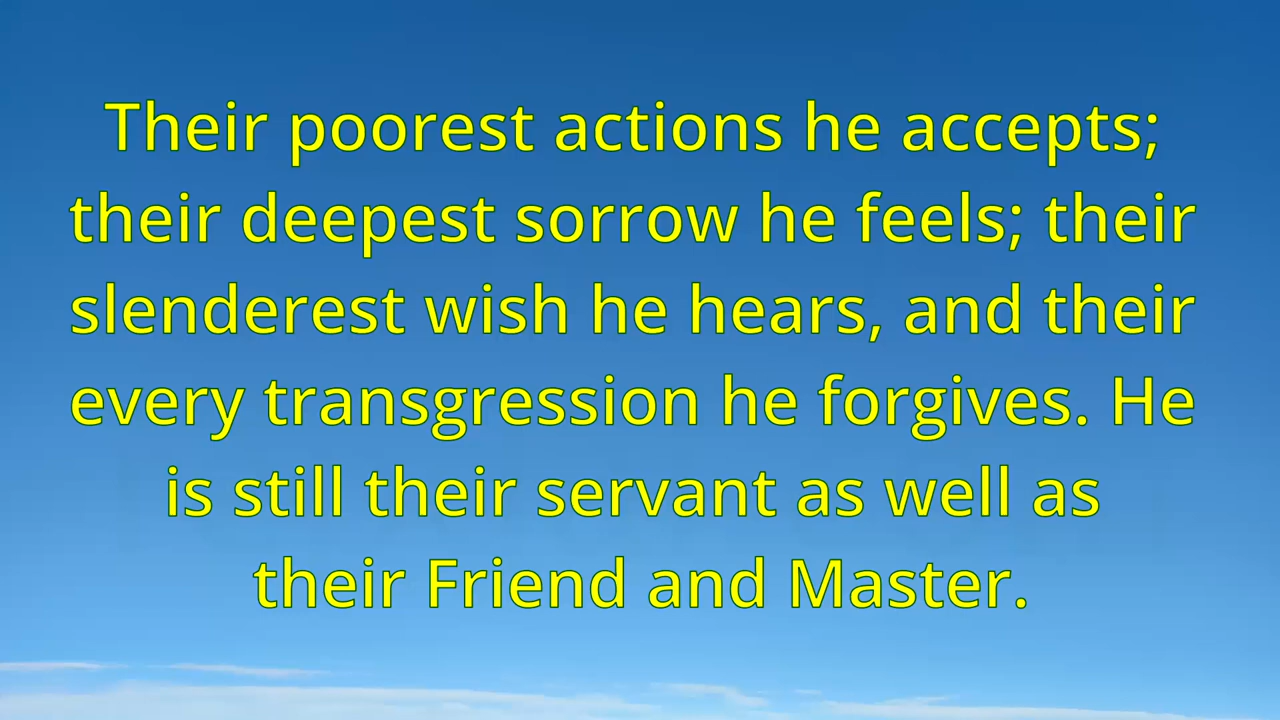 Their poorest actions he accepts;
their deepest sorrow he feels; their
slenderest wish he hears, and their
every transgression he forgives. He
is still their servant as well as
their Friend and Master.